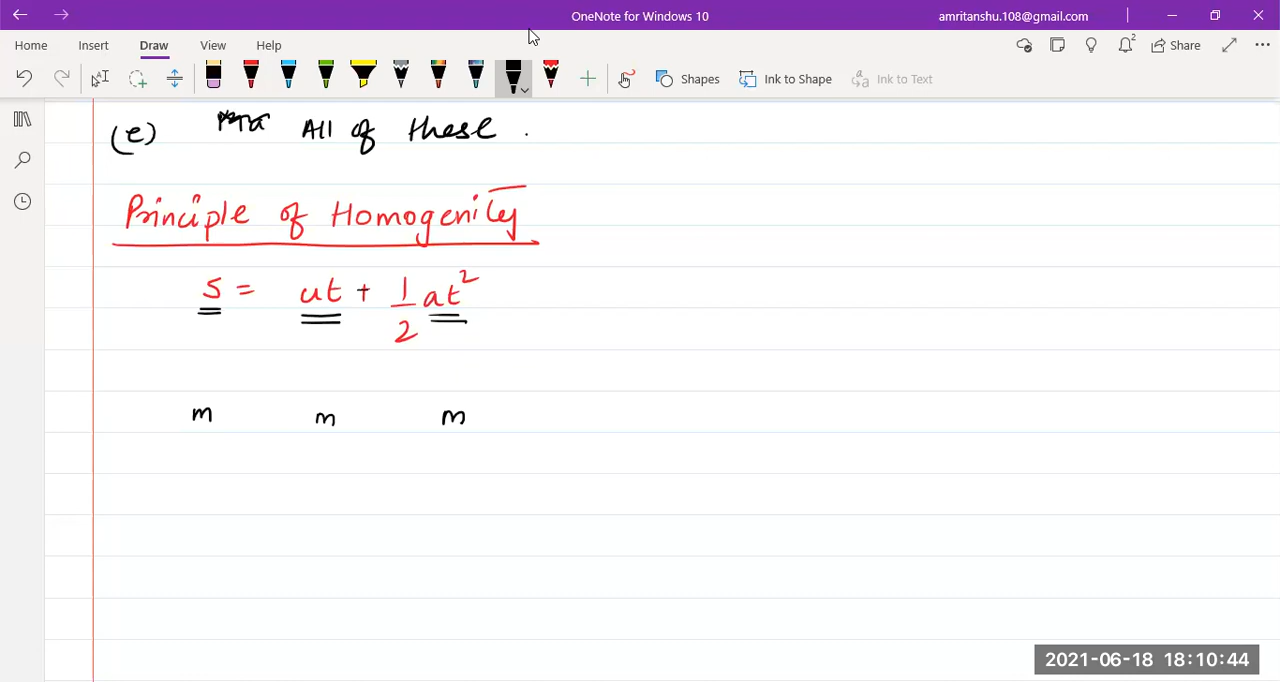 OneNote for Windows 10
amritanshu.108@gmail.com
Home Insert Draw View Help
Share
2
Shapes
Ink to Shape
Ink to Text
(e) All of these .
Principle of Homogenity
s = ut + 1/2 at²
m m m
2021-06-18 18:10:44